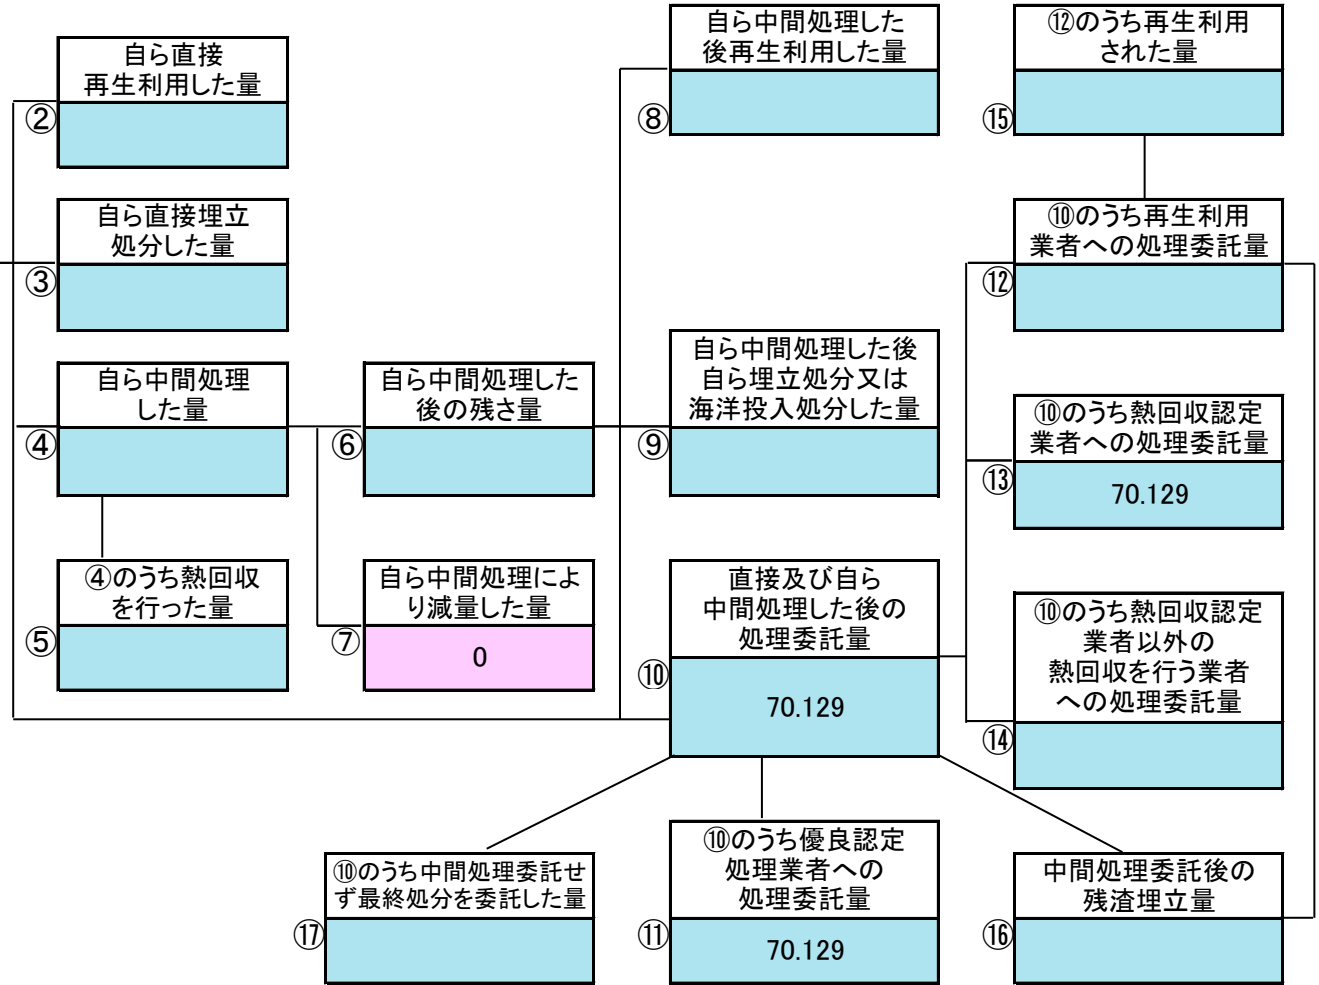 自ら直接
再生利用した量
②
自ら直接埋立
処分した量
③
自ら中間処理
した量
④
④のうち熱回収
を行った量
⑤
自ら中間処理した
後の残さ量
⑥
自ら中間処理によ
り減量した量
⑦
0
自ら中間処理した
後再生利用した量
⑧
自ら中間処理した後
自ら埋立処分又は
海洋投入処分した量
⑨
直接及び自ら
中間処理した後の
処理委託量
⑩
70.129
⑫のうち再生利用
された量
⑮
⑩のうち再生利用
業者への処理委託量
⑫
⑩のうち熱回収認定
業者への処理委託量
⑬
70.129
⑩のうち熱回収認定
業者以外の
熱回収を行う業者
への処理委託量
⑭
⑩のうち中間処理委託せ
ず最終処分を委託した量
⑰
⑩のうち優良認定
処理業者への
処理委託量
⑪
70.129
中間処理委託後の
残渣埋立量
⑯